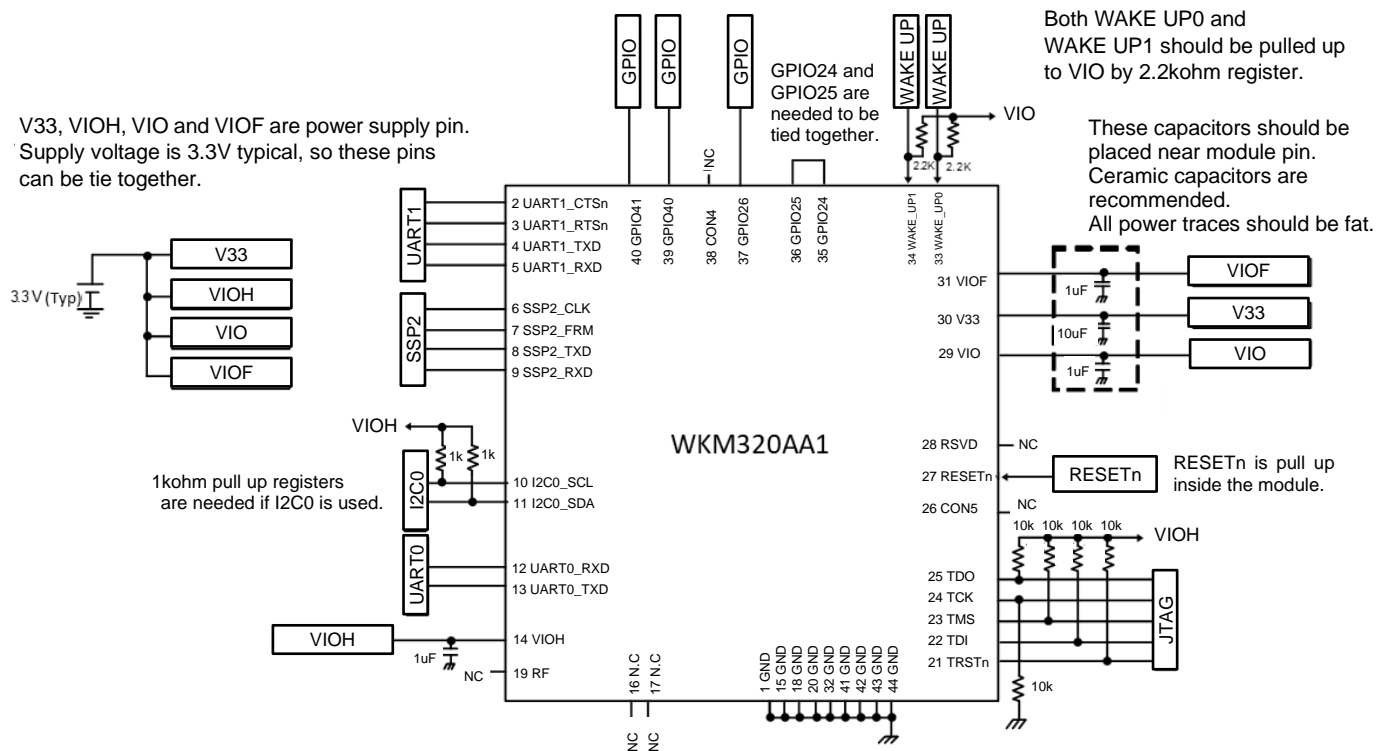 Both WAKE UP0 and
WAKE UP1 should be pulled up
to VIO by 2.2kohm register.
GPIO
GPIO
GPIO
WAKE UP
WAKE UP
GPIO24 and
GPIO25 are
needed to be
tied together.
VIO
2.2K
2.2K
NC
V33, VIOH, VIO and VIOF are power supply pin.
Supply voltage is 3.3V typical, so these pins
can be tie together.
These capacitors should be
placed near module pin.
Ceramic capacitors are
recommended.
All power traces should be fat.
3.3V (Typ)
V33
VIOH
VIO
VIOF
UART1
2 UART1_CTSn
3 UART1_RTSn
4 UART1_TXD
5 UART1_RXD
SSP2
6 SSP2_CLK
7 SSP2_FRM
8 SSP2_TXD
9 SSP2_RXD
VIOH
1k
1k
1kohm pull up registers
are needed if I2C0 is used.
I2C0
10 I2C0_SCL
11 I2C0_SDA
UART0
12 UART0_RXD
13 UART0_TXD
VIOH
1uF
14 VIOH
NC
19 RF
40 GPIO41
39 GPIO40
38 CON4
37 GPIO26
36 GPIO25
35 GPIO24
34 WAKE_UP1
33 WAKE_UP0
WKM320AA1
31 VIOF
1uF
VIOF
30 V33
10uF
V33
29 VIO
1uF
VIO
28 RSVD
NC
27 RESETn
RESETn
RESETn is pull up
inside the module.
26 CON5
NC
10k 10k 10k 10k
VIOH
25 TDO
24 TCK
23 TMS
22 TDI
21 TRSTn
JTAG
10k
16 N.C
17 N.C
NC
NC
1 GND
15 GND
18 GND
20 GND
32 GND
41 GND
42 GND
43 GND
44 GND